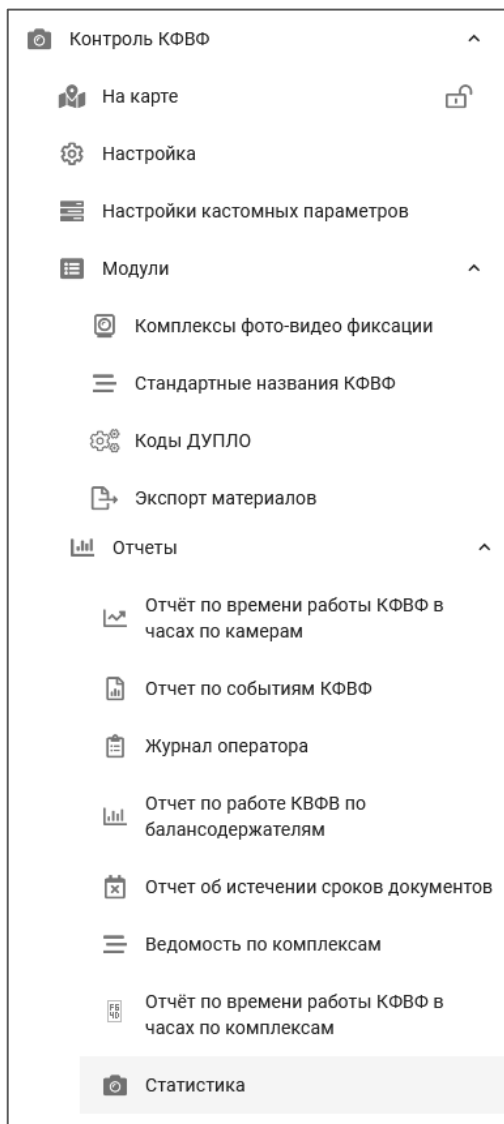 Контроль КФВФ
На карте
Настройка
Настройки кастомных параметров
Модули
Комплексы фото-видео фиксации
Стандартные названия КФВФ
Коды ДУПЛО
Экспорт материалов
Отчеты
Отчёт по времени работы КФВФ в
часах по камерам
Отчет по событиям КФВФ
Журнал оператора
Отчет по работе КВФВ по
балансодержателям
Отчет об истечении сроков документов
Ведомость по комплексам
Отчёт по времени работы КФВФ в
часах по комплексам
Статистика